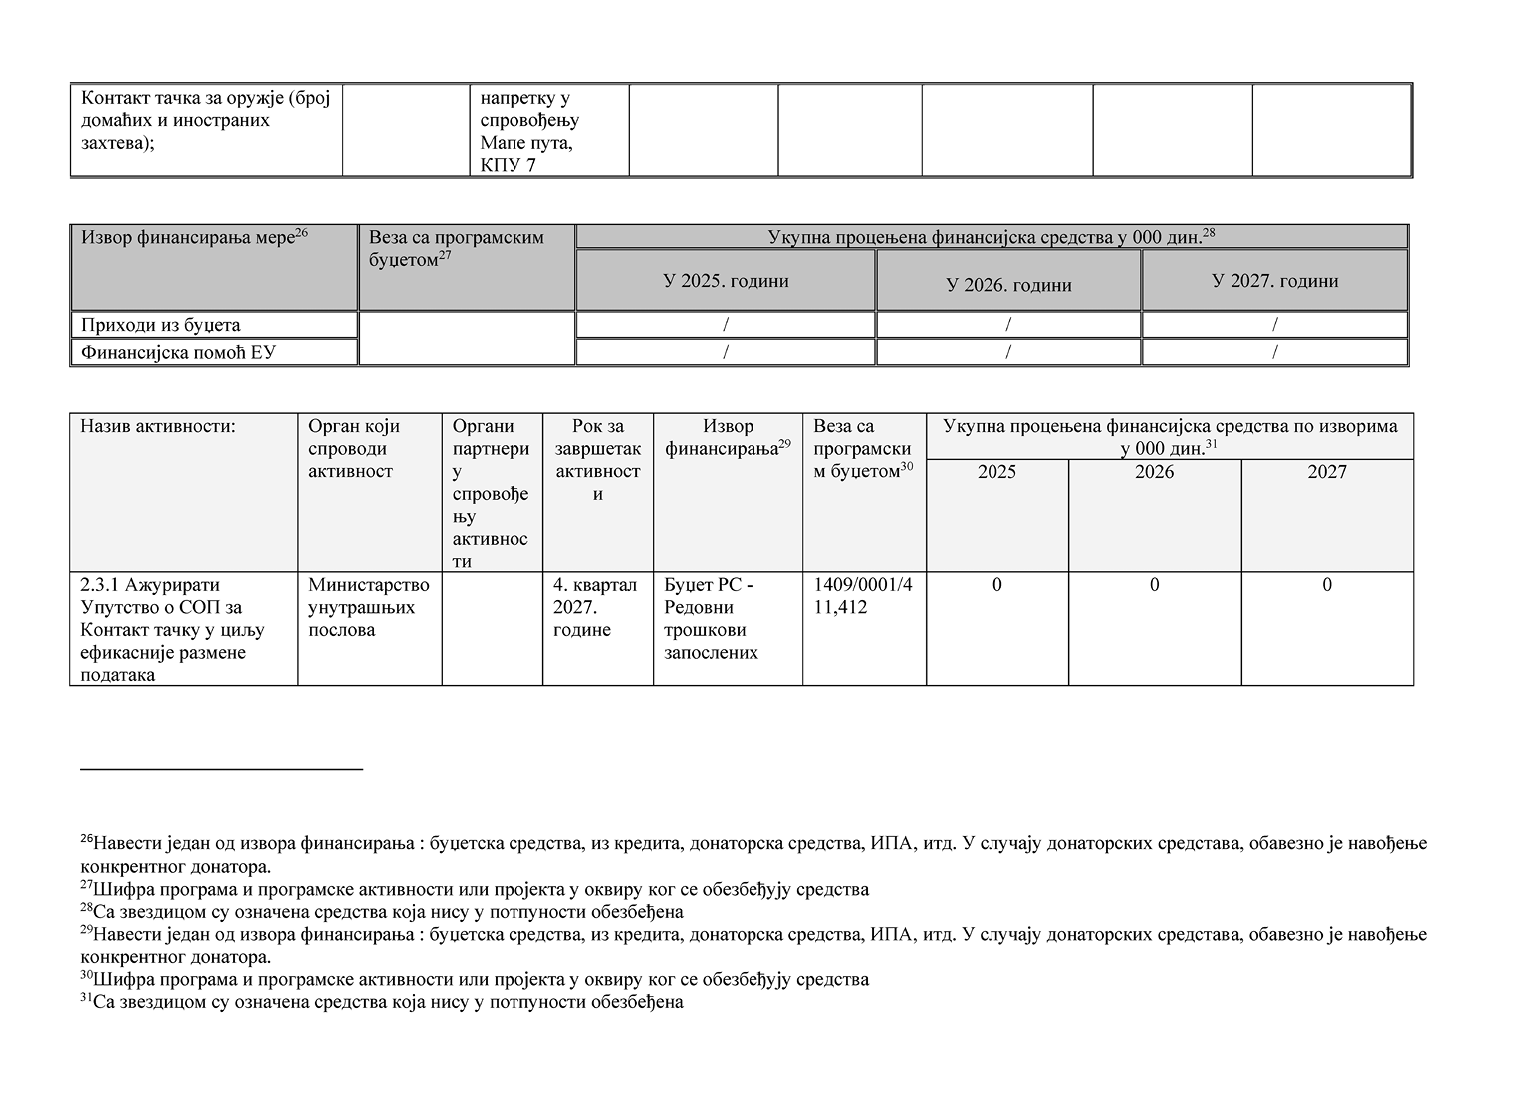 Контакт тачка за оружје (број
домаћих и иностраних
захтева);
напретку у
спровођењу
Мапе пута,
КПУ 7
Извор финансирања мере26
Веза са програмским
буџетом27
Укупна процењена финансијска средства у 000 дин.28
У 2025. години
У 2026. години
У 2027. години
Приходи из буџета
/
/
/
Финансијска помоћ ЕУ
/
/
/
Назив активности:
Орган који
спроводи
активност
Органи
партнери
у
спровође
њу
активнос
ти
Рок за
завршетак
активност
и
Извор
финансирања29
Веза са
програмски
м буџетом30
Укупна процењена финансијска средства по изворима
у 000 дин.31
2025
2026
2027
2.3.1 Ажурирати
Упутство о СОП за
Контакт тачку у циљу
ефикасније размене
података
Министарство
унутрашњих
послова
4. квартал
2027.
године
Буџет РС -
Редовни
трошкови
запослених
1409/0001/4
11,412
0
0
0
26Навести један од извора финансирања : буџетска средства, из кредита, донаторска средства, ИПА, итд. У случају донаторских средстава, обавезно је навођење
конкрентног донатора.
27Шифра програма и програмске активности или пројекта у оквиру ког се обезбеђују средства
28Са звездицом су означена средства која нису у потпуности обезбеђена
29Навести један од извора финансирања : буџетска средства, из кредита, донаторска средства, ИПА, итд. У случају донаторских средстава, обавезно је навођење
конкрентног донатора.
30Шифра програма и програмске активности или пројекта у оквиру ког се обезбеђују средства
31Са звездицом су означена средства која нису у потпуности обезбеђена